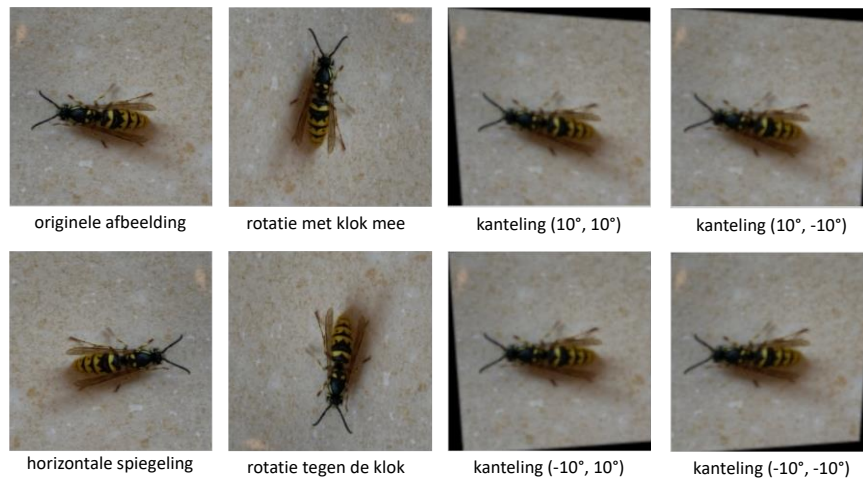 originele afbeelding
rotatie met klok mee
kanteling (10°, 10°)
kanteling (10°, -10°)
horizontale spiegeling
rotatie tegen de klok
kanteling (-10°, 10°)
kanteling (-10°, -10°)